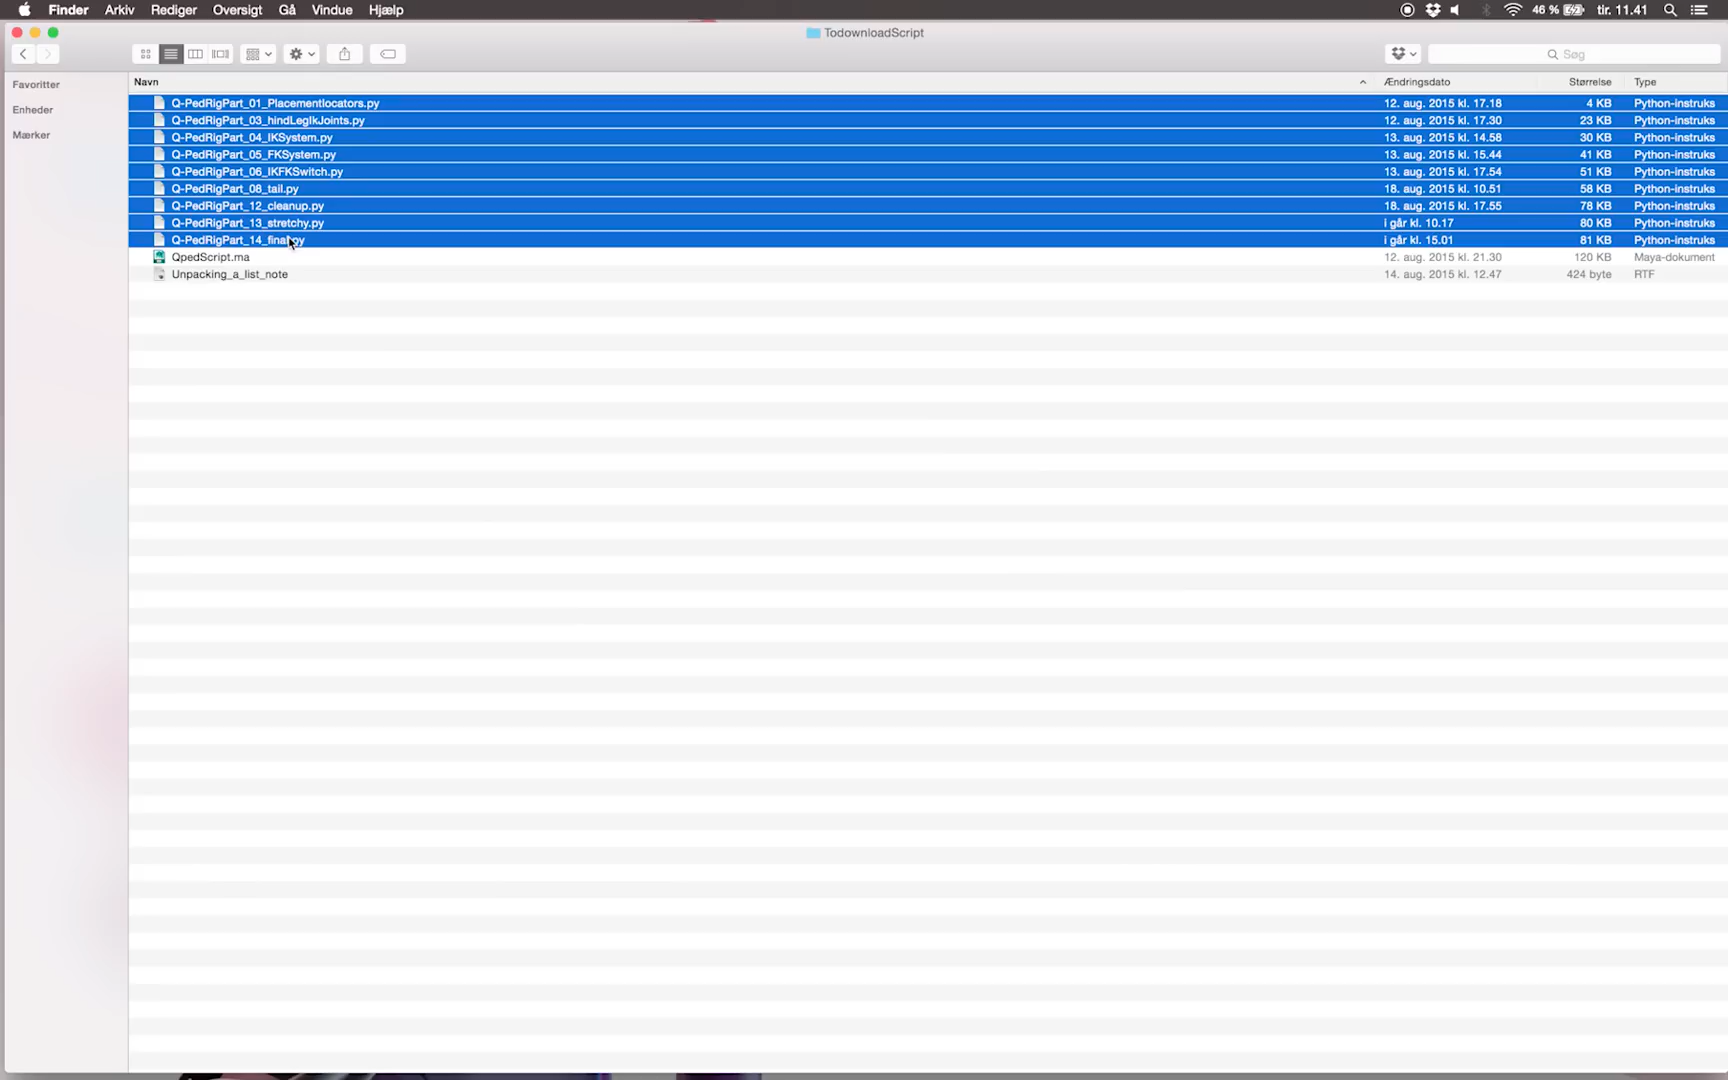 Finder Arkiv Rediger Oversigt Gå Vindue Hjælp 46 % tir. 11.41
TodownloadScript
Søg
Favoritter
Enheder
Mærker
Navn Ændringsdato Størrelse Type
Q-PedRigPart_01_Placementlocators.py 12. aug. 2015 kl. 17.18 4 KB Python-instruks
Q-PedRigPart_03_hindLegIkJoints.py 12. aug. 2015 kl. 17.30 23 KB Python-instruks
Q-PedRigPart_04_IKSystem.py 13. aug. 2015 kl. 14.58 30 KB Python-instruks
Q-PedRigPart_05_FKSystem.py 13. aug. 2015 kl. 15.44 41 KB Python-instruks
Q-PedRigPart_06_IKFKSwitch.py 13. aug. 2015 kl. 17.54 51 KB Python-instruks
Q-PedRigPart_08_tail.py 18. aug. 2015 kl. 10.51 58 KB Python-instruks
Q-PedRigPart_12_cleanup.py 18. aug. 2015 kl. 17.55 78 KB Python-instruks
Q-PedRigPart_13_stretchy.py i går kl. 10.17 80 KB Python-instruks
Q-PedRigPart_14_final.py i går kl. 15.01 81 KB Python-instruks
QpedScript.ma 12. aug. 2015 kl. 21.30 120 KB Maya-dokument
Unpacking_a_list_note 14. aug. 2015 kl. 12.47 424 byte RTF